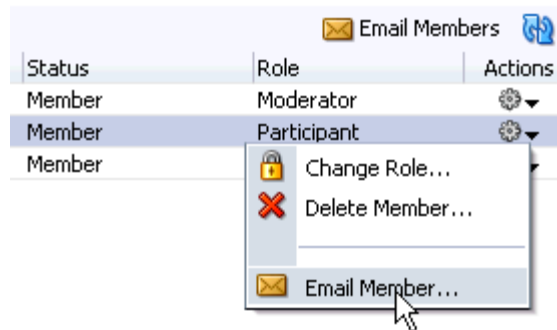 Email Members
Status Role Actions
Member Moderator
Member Participant
Member
Change Role...
Delete Member...
Email Member...